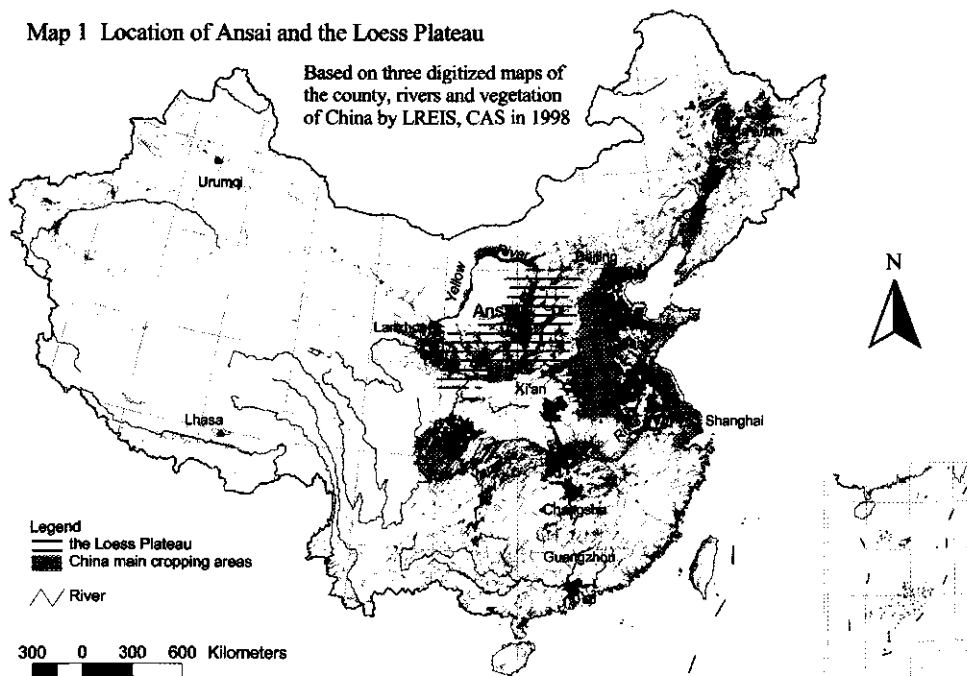 Map 1 Location of Ansai and the Loess Plateau
Based on three digitized maps of
the county, rivers and vegetation
of China by LREIS, CAS in 1998
Urumqi
Beijing
River
Yellow
N
Xi'an
Lhasa
Shanghai
Changsha
Guangzhou
Legend
the Loess Plateau
China main cropping areas
River
300 0 300 600 Kilometers